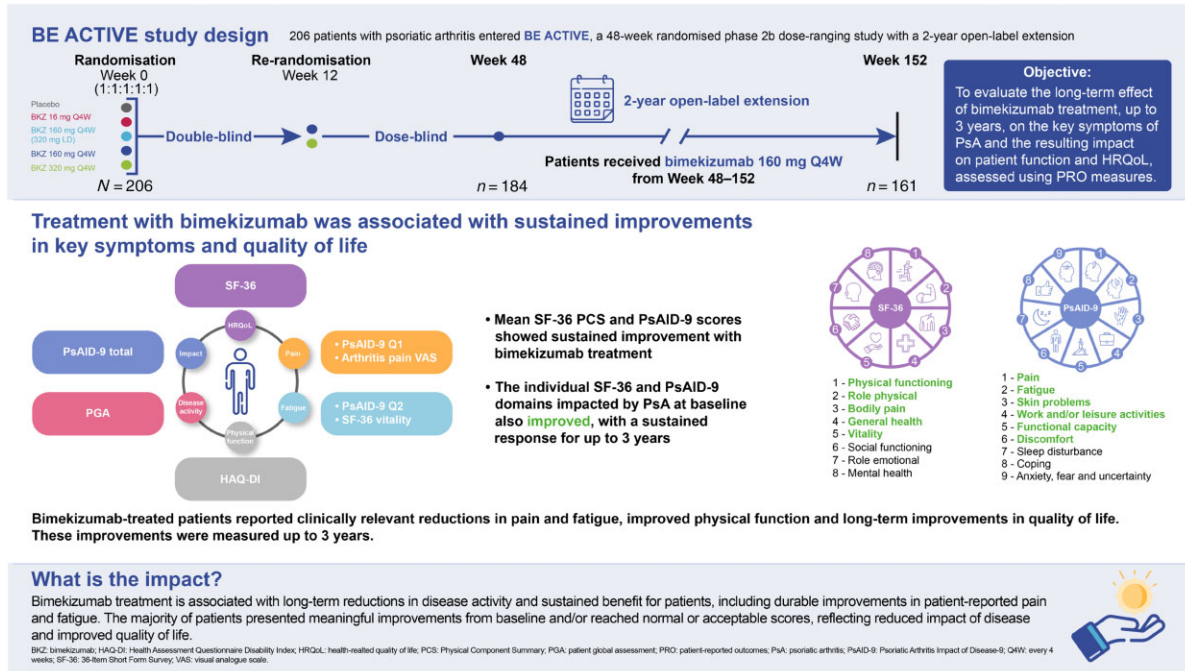 BE ACTIVE study design
206 patients with psoriatic arthritis entered BE ACTIVE, a 48-week randomised phase 2b dose-ranging study with a 2-year open-label extension
Randomisation
Week 0
(1:1:1:1:1)
Re-randomisation
Week 12
Week 48
Week 152
Placebo
BKZ 16 mg Q4W
BKZ 160 mg Q4W
(320 mg LD)
BKZ 160 mg Q4W
BKZ 320 mg Q4W
Double-blind
Dose-blind
2-year open-label extension
Patients received bimekizumab 160 mg Q4W
from Week 48–152
N = 206
n = 184
n = 161
Objective:
To evaluate the long-term effect
of bimekizumab treatment, up to
3 years, on the key symptoms of
PsA and the resulting impact
on patient function and HRQoL,
assessed using PRO measures.
Treatment with bimekizumab was associated with sustained improvements
in key symptoms and quality of life
SF-36
PsAID-9 total
PGA
HAQ-DI
• PsAID-9 Q1
• Arthritis pain VAS
• PsAID-9 Q2
• SF-36 vitality
HRQoL
Impact
Pain
Disease
activity
Fatigue
Physical
function
• Mean SF-36 PCS and PsAID-9 scores
showed sustained improvement with
bimekizumab treatment
• The individual SF-36 and PsAID-9
domains impacted by PsA at baseline
also improved, with a sustained
response for up to 3 years
SF-36
1
2
3
4
5
6
7
8
1 - Physical functioning
2 - Role physical
3 - Bodily pain
4 - General health
5 - Vitality
6 - Social functioning
7 - Role emotional
8 - Mental health
PsAID-9
1
2
3
4
5
6
7
8
9
1 - Pain
2 - Fatigue
3 - Skin problems
4 - Work and/or leisure activities
5 - Functional capacity
6 - Discomfort
7 - Sleep disturbance
8 - Coping
9 - Anxiety, fear and uncertainty
Bimekizumab-treated patients reported clinically relevant reductions in pain and fatigue, improved physical function and long-term improvements in quality of life.
These improvements were measured up to 3 years.
What is the impact?
Bimekizumab treatment is associated with long-term reductions in disease activity and sustained benefit for patients, including durable improvements in patient-reported pain
and fatigue. The majority of patients presented meaningful improvements from baseline and/or reached normal or acceptable scores, reflecting reduced impact of disease
and improved quality of life.
BKZ: bimekizumab; HAQ-DI: Health Assessment Questionnaire Disability Index; HRQoL: health-realted quality of life; PCS: Physical Component Summary; PGA: patient global assessment; PRO: patient-reported outcomes; PsA: psoriatic arthritis; PsAID-9: Psoriatic Arthritis Impact of Disease-9; Q4W: every 4
weeks; SF-36: 36-Item Short Form Survey; VAS: visual analogue scale.